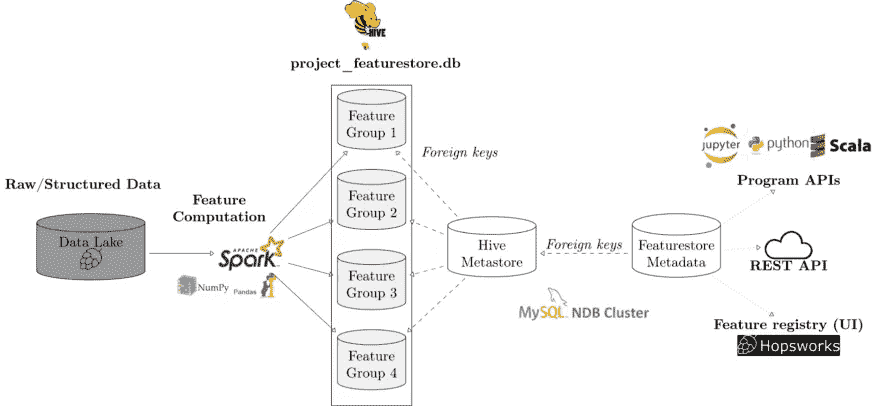 HIVE
project_featurestore.db
Feature
Group 1
Foreign keys
jupyter
python
Scala
Program APIs
Raw/Structured Data
Feature
Computation
Feature
Group 2
Data Lake
APACHE
Spark
Hive
Metastore
Foreign keys
Featurestore
Metadata
REST API
NumPy
Pandas
Feature
Group 3
MySQL NDB Cluster
Feature registry (UI)
Hopsworks
Feature
Group 4